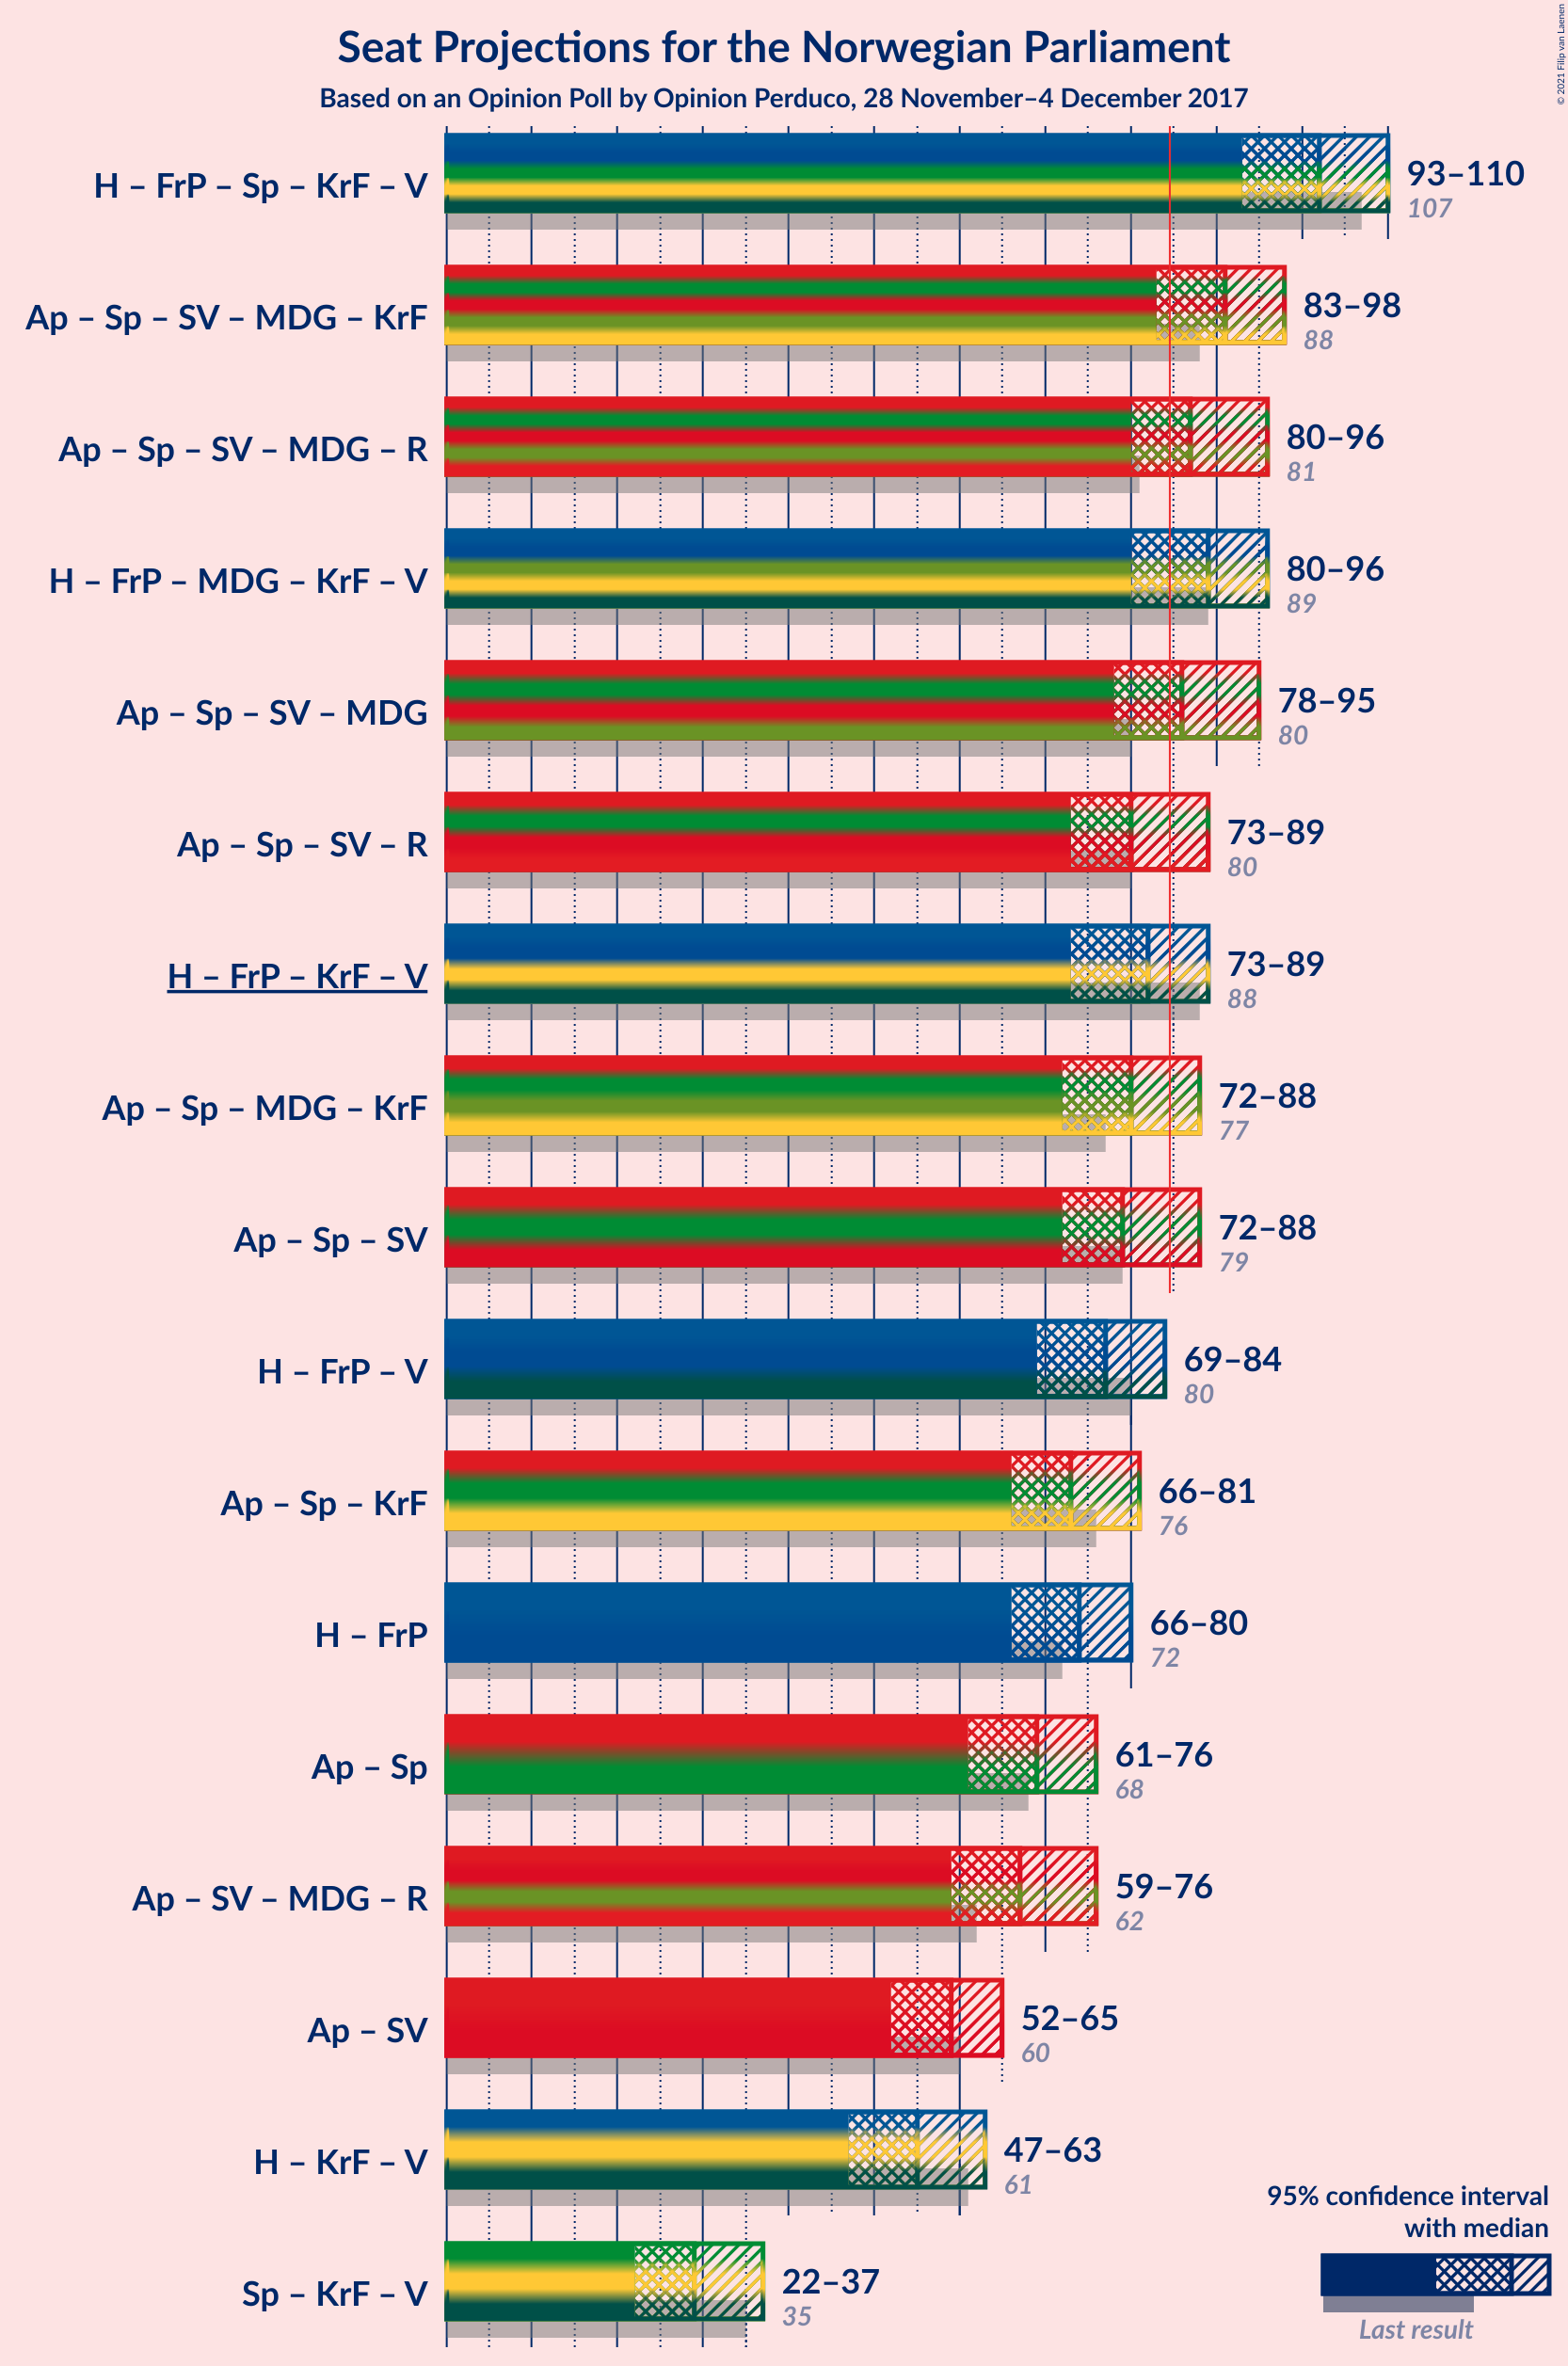 Seat Projections for the Norwegian Parliament
Based on an Opinion Poll by Opinion Perduco, 28 November–4 December 2017
© 2021 Filip van Laenen
H – FrP – Sp – KrF – V
93–110
107
Ap – Sp – SV – MDG – KrF
83–98
88
Ap – Sp – SV – MDG – R
80–96
81
H – FrP – MDG – KrF – V
80–96
89
Ap – Sp – SV – MDG
78–95
80
Ap – Sp – SV – R
73–89
80
H – FrP – KrF – V
73–89
88
Ap – Sp – MDG – KrF
72–88
77
Ap – Sp – SV
72–88
79
H – FrP – V
69–84
80
Ap – Sp – KrF
66–81
76
H – FrP
66–80
72
Ap – Sp
61–76
68
Ap – SV – MDG – R
59–76
62
Ap – SV
52–65
60
H – KrF – V
47–63
61
Sp – KrF – V
22–37
35
95% confidence interval
with median
Last result